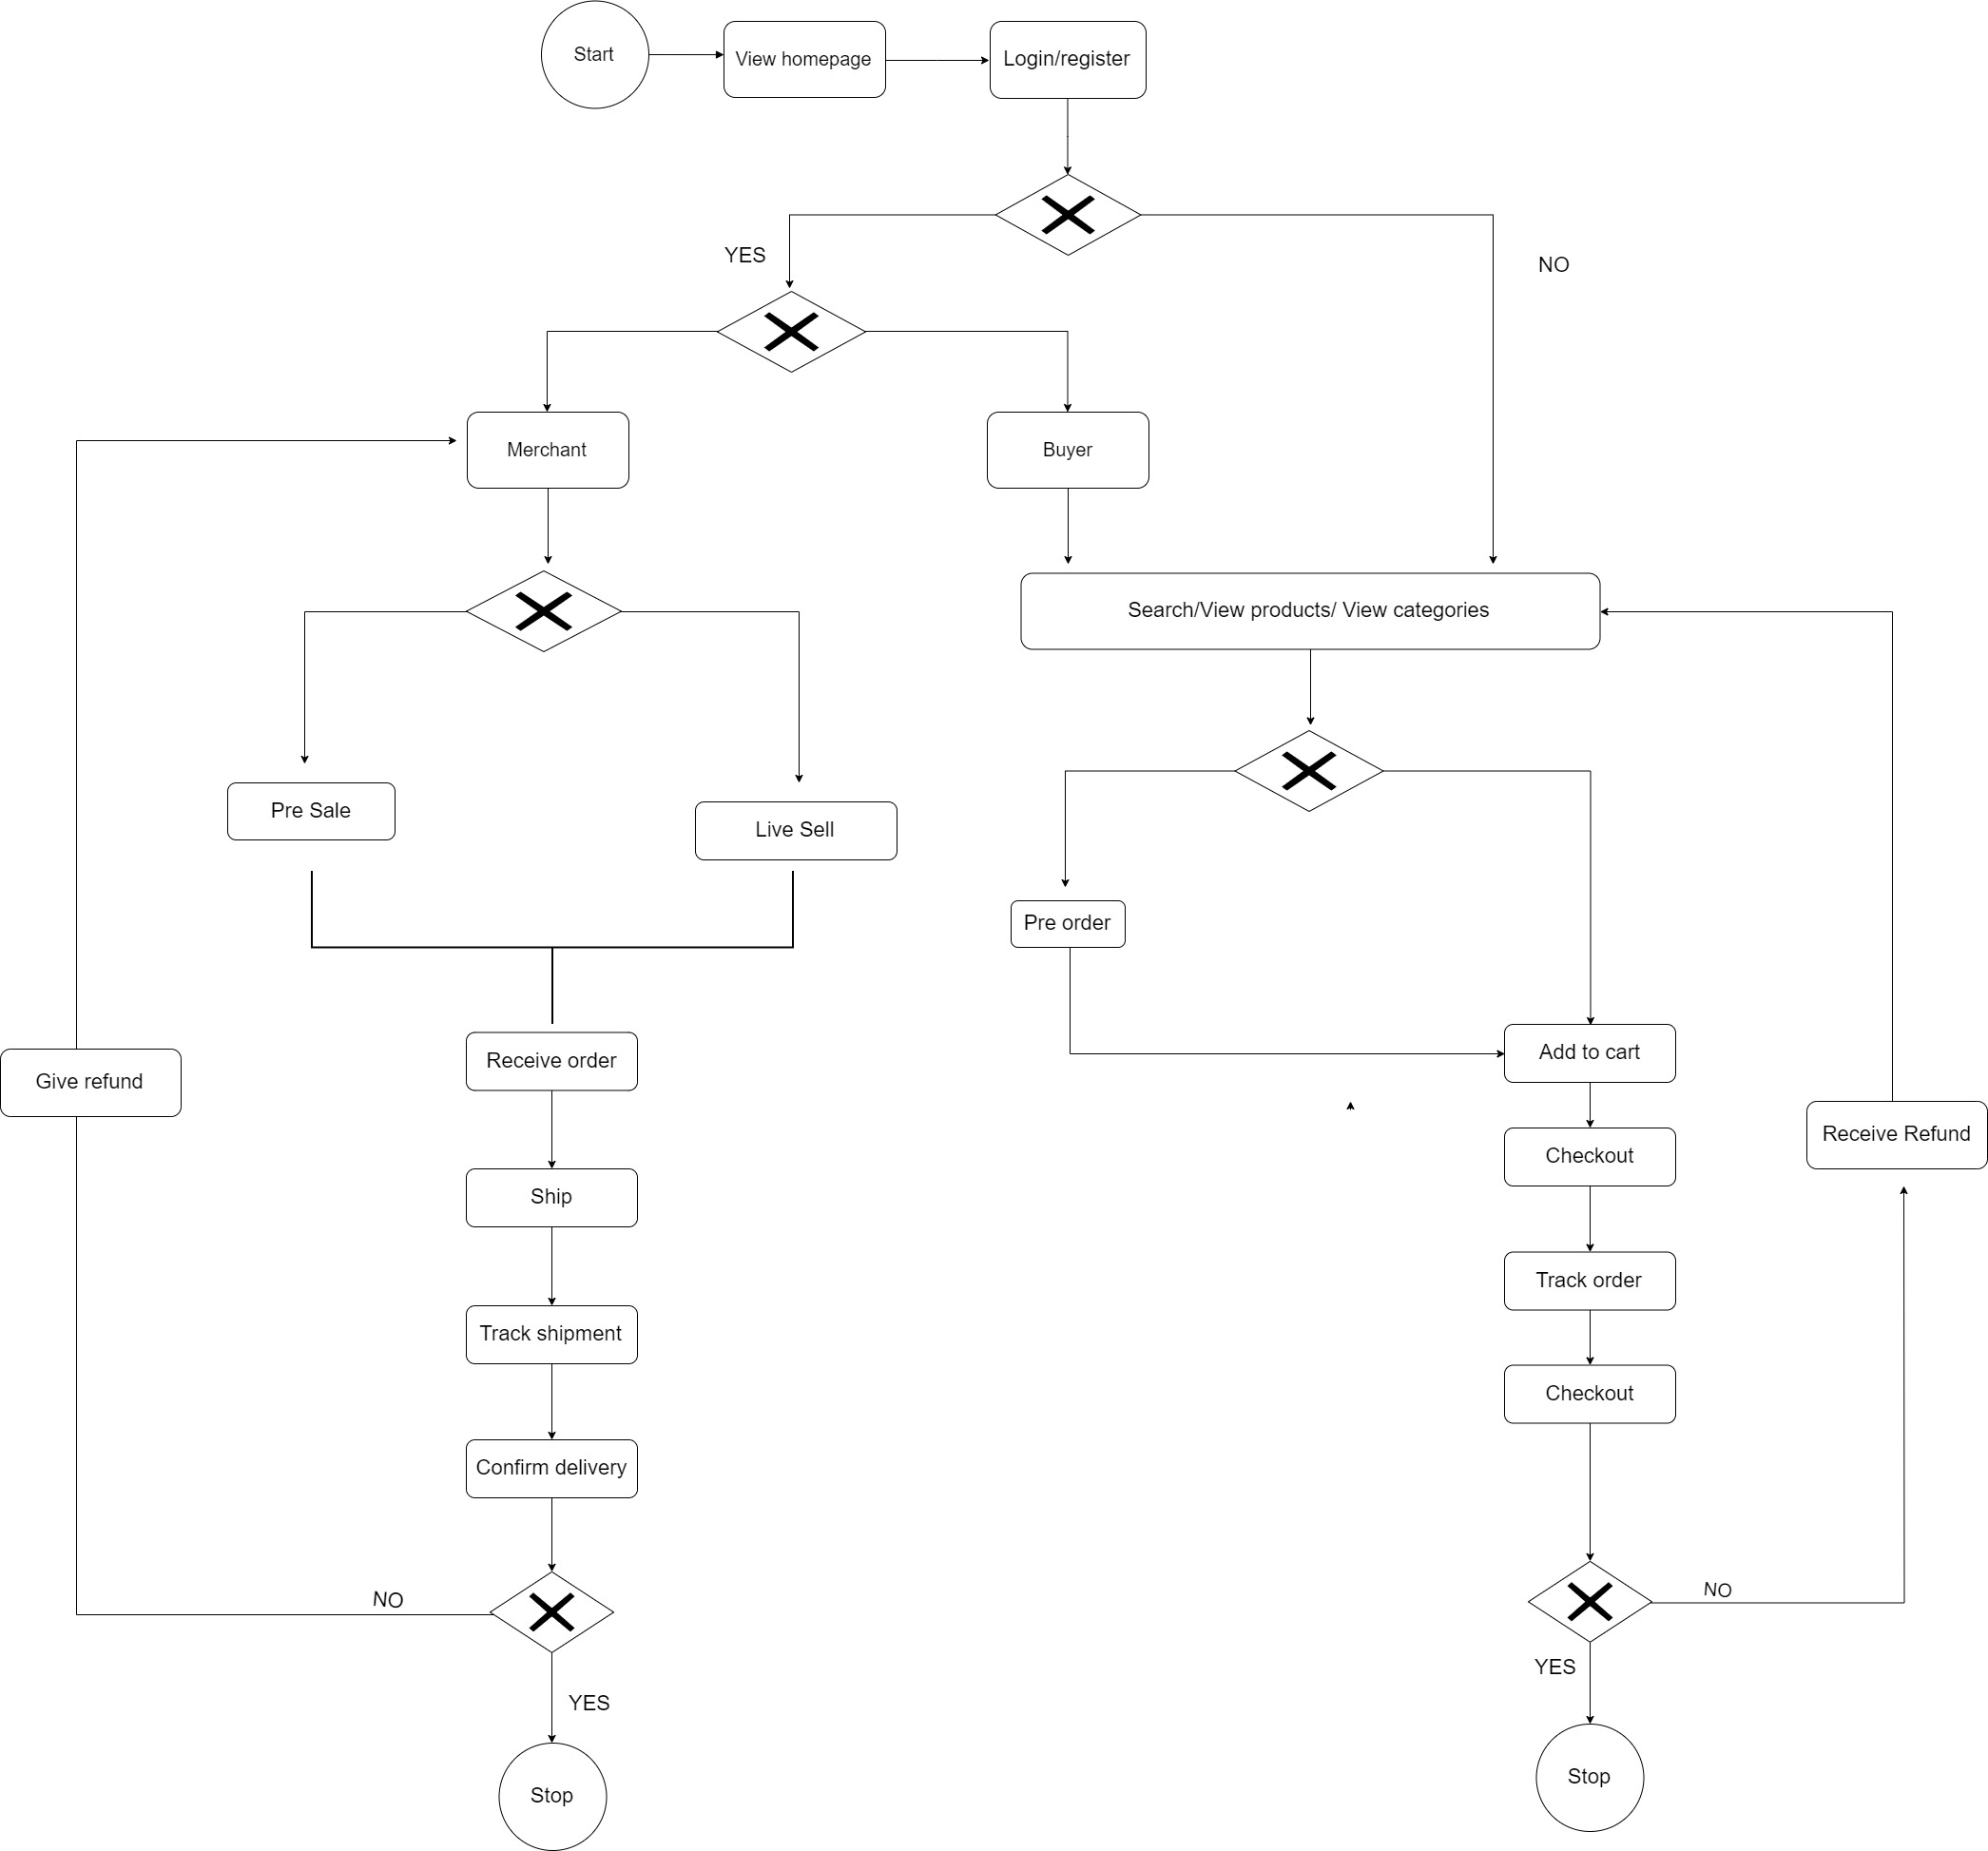 Start
View homepage
Login/register
YES
NO
Merchant
Buyer
Search/View products/ View categories
Pre Sale
Live Sell
Pre order
Receive order
Add to cart
Give refund
Receive Refund
Checkout
Ship
Track order
Track shipment
Checkout
Confirm delivery
NO
NO
YES
YES
Stop
Stop